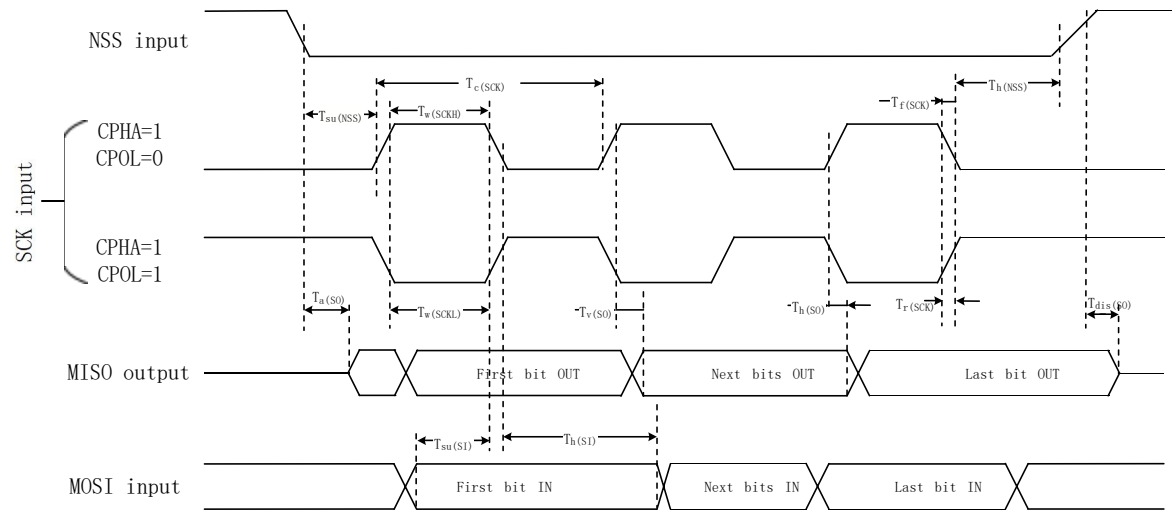 NSS input
Tc(SCK)
Tsu(NSS)
Tw(SCKH)
Tf(SCK)
Th(NSS)
SCK input
CPHA=1
CPOL=0
CPHA=1
CPOL=1
Ta(SO)
Tw(SCKL)
Tv(SO)
Th(SO)
Tr(SCK)
Tdis(SO)
MISO output
First bit OUT
Next bits OUT
Last bit OUT
Tsu(SI)
Th(SI)
MOSI input
First bit IN
Next bits IN
Last bit IN